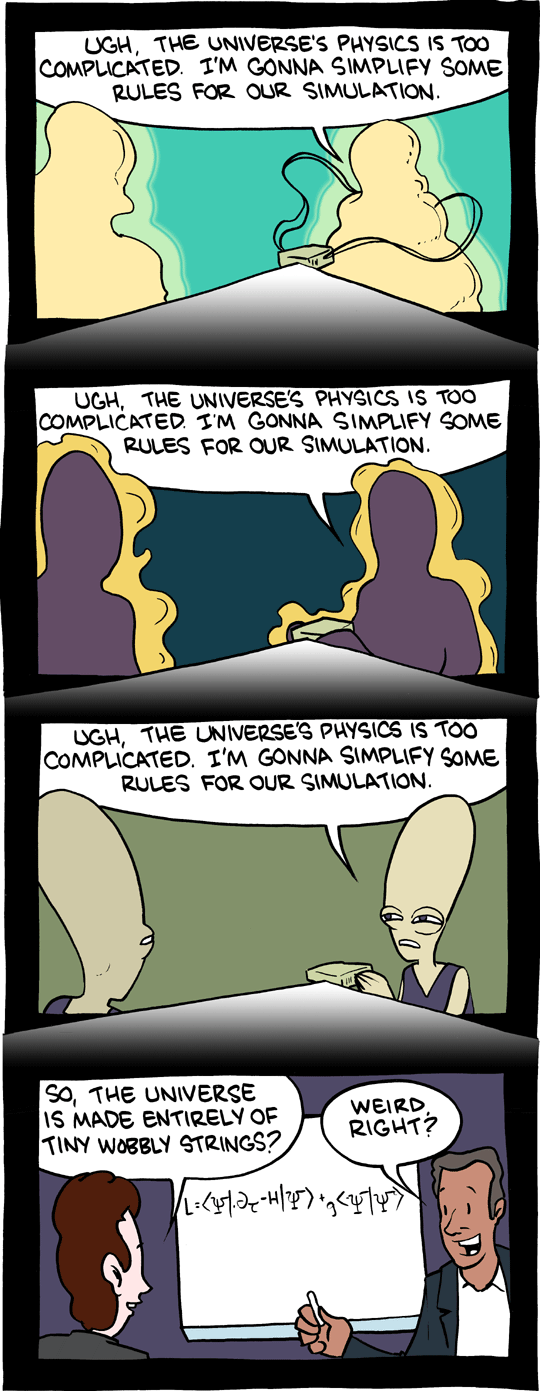 UGH, THE UNIVERSE'S PHYSICS IS TOO
COMPLICATED. I'M GONNA SIMPLIFY SOME
RULES FOR OUR SIMULATION.
UGH, THE UNIVERSE'S PHYSICS IS TOO
COMPLICATED. I'M GONNA SIMPLIFY SOME
RULES FOR OUR SIMULATION.
UGH, THE UNIVERSE'S PHYSICS IS TOO
COMPLICATED. I'M GONNA SIMPLIFY SOME
RULES FOR OUR SIMULATION.
SO, THE UNIVERSE
IS MADE ENTIRELY OF
TINY WOBBLY STRINGS?
WEIRD,
RIGHT?
L=<Ψ|.∂τ-H|Ψ>+g<Ψ|Ψ>